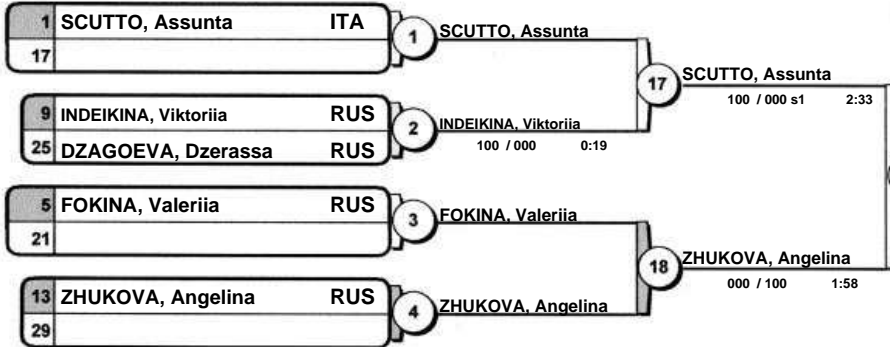 1 SCUTTO, Assunta ITA
17
1
SCUTTO, Assunta
9 INDEIKINA, Viktoriia RUS
25 DZAGOEVA, Dzerassa RUS
2
INDEIKINA, Viktoriia
100 / 000 0:19
17
SCUTTO, Assunta
100 / 000 s1 2:33
5 FOKINA, Valeriia RUS
21
3
FOKINA, Valeriia
13 ZHUKOVA, Angelina RUS
29
4
ZHUKOVA, Angelina
18
ZHUKOVA, Angelina
000 / 100 1:58